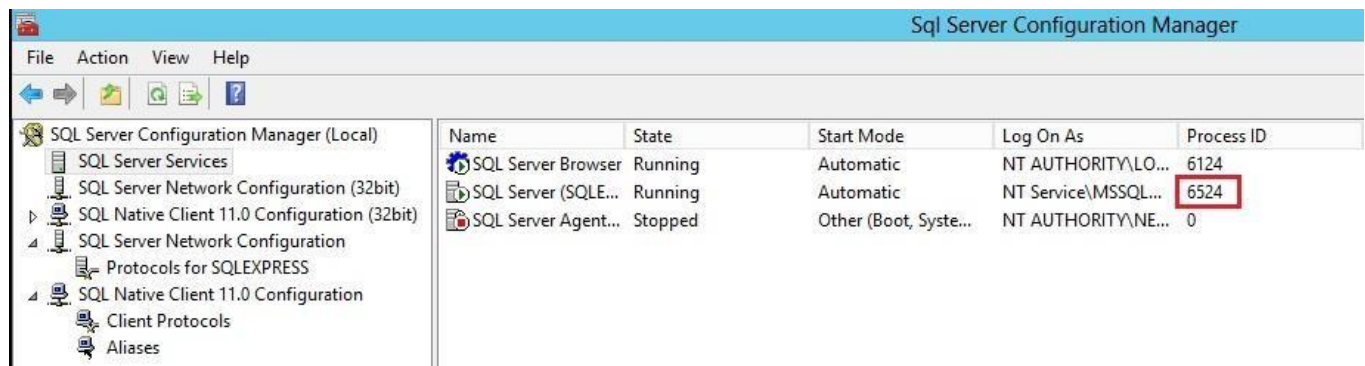 Sql Server Configuration Manager
File Action View Help
SQL Server Configuration Manager (Local)
SQL Server Services
SQL Server Network Configuration (32bit)
SQL Native Client 11.0 Configuration (32bit)
SQL Server Network Configuration
Protocols for SQLEXPRESS
SQL Native Client 11.0 Configuration
Client Protocols
Aliases
Name State Start Mode Log On As Process ID
SQL Server Browser Running Automatic NT AUTHORITY\LO... 6124
SQL Server (SQLE... Running Automatic NT Service\MSSQL... 6524
SQL Server Agent... Stopped Other (Boot, Syste... NT AUTHORITY\NE... 0